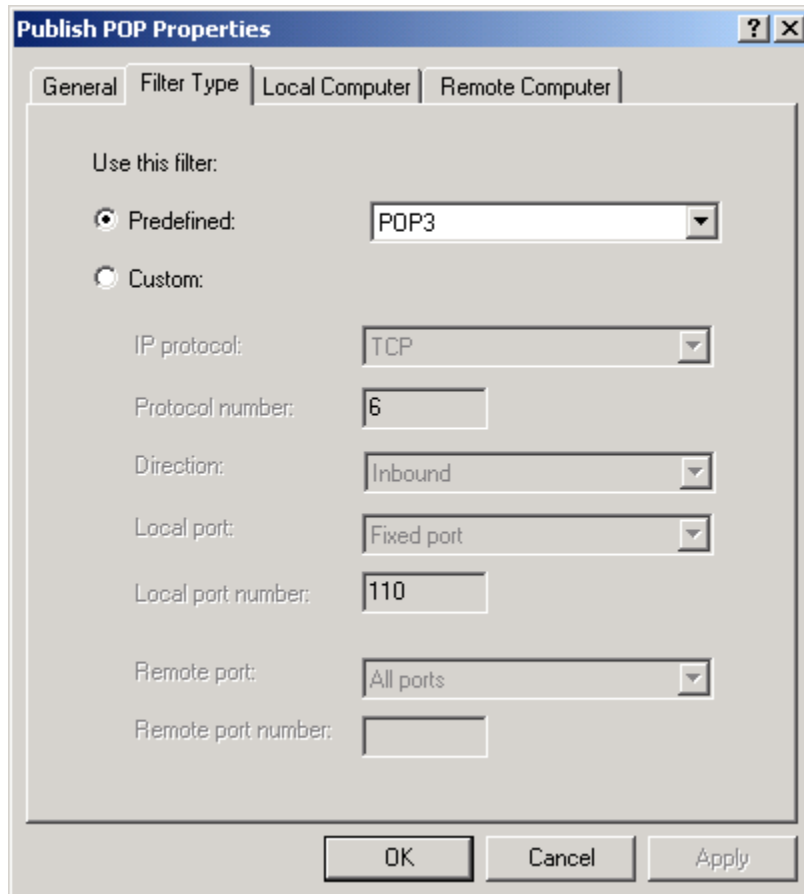 Publish POP Properties
General Filter Type Local Computer Remote Computer
Use this filter:
Predefined: POP3
Custom:
IP protocol: TCP
Protocol number: 6
Direction: Inbound
Local port: Fixed port
Local port number: 110
Remote port: All ports
Remote port number:
OK Cancel Apply